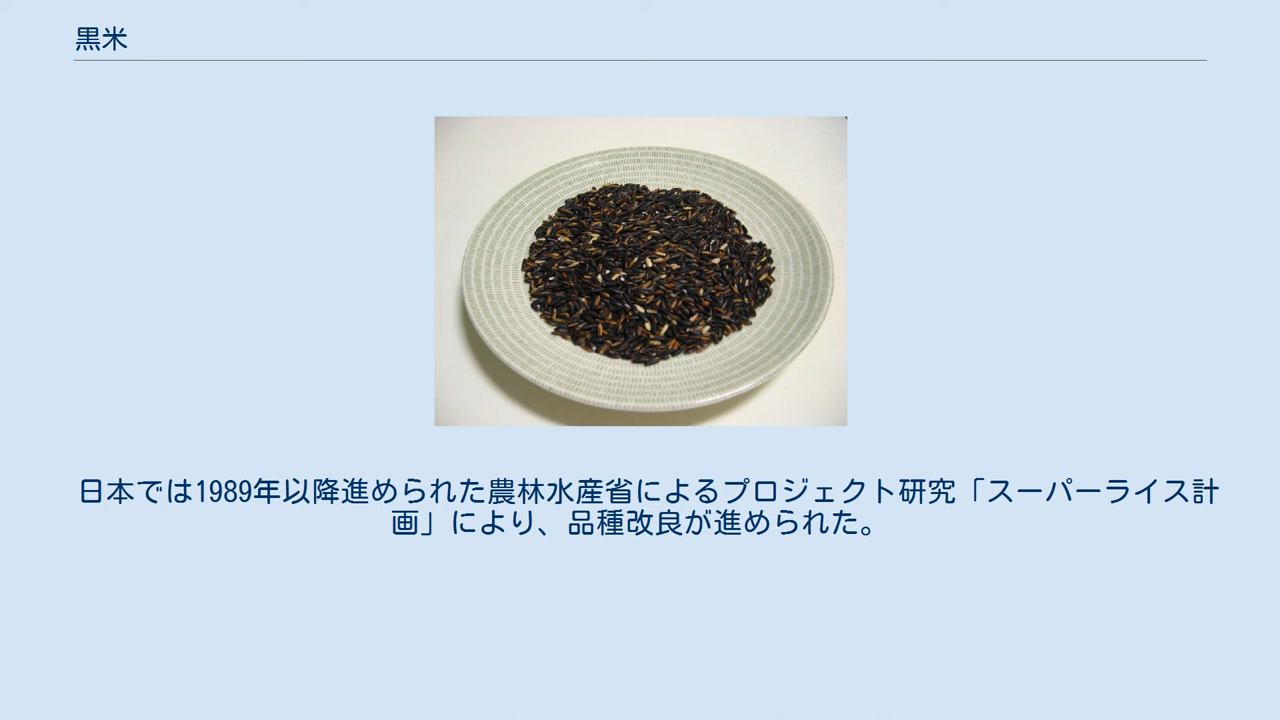 黒米
日本では1989年以降進められた農林水産省によるプロジェクト研究「スーパーライス計
画」により、品種改良が進められた。